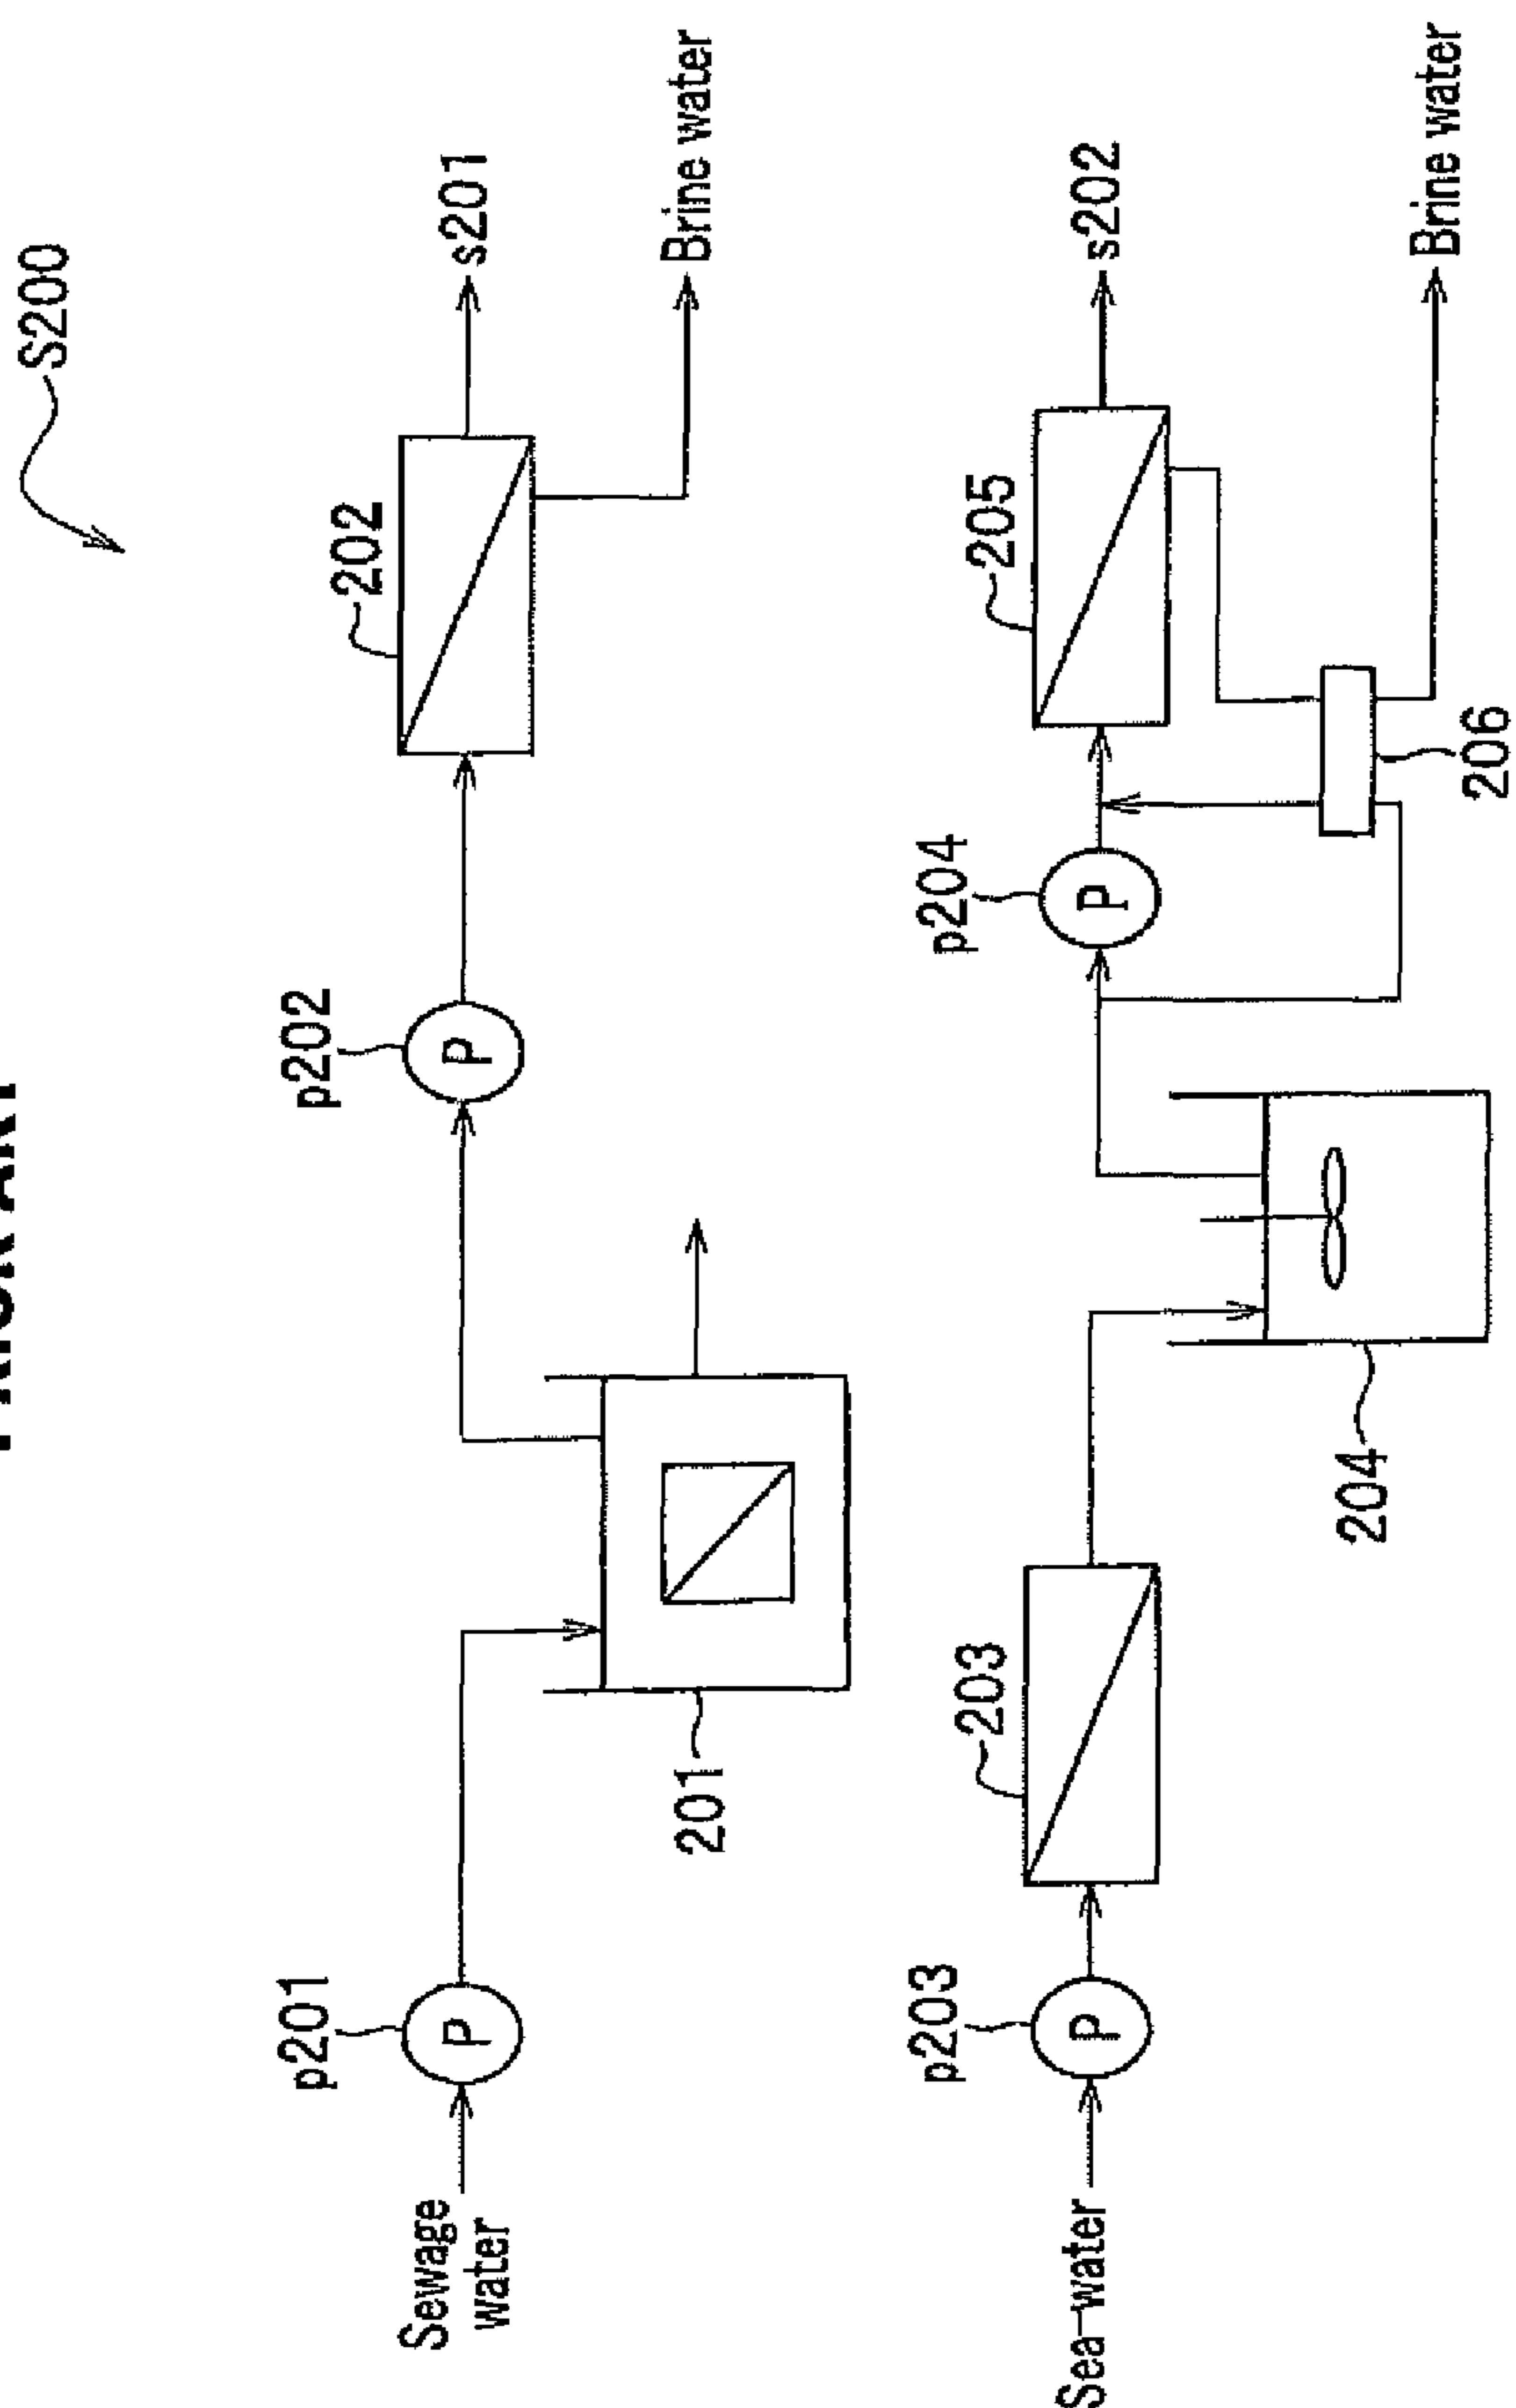 PRIOR ART
S200
p201
p202
202
Sewage
water
P
P
s201
201
Brine water
p203
203
p204
205
Sea-water
P
P
s202
204
206
Brine water